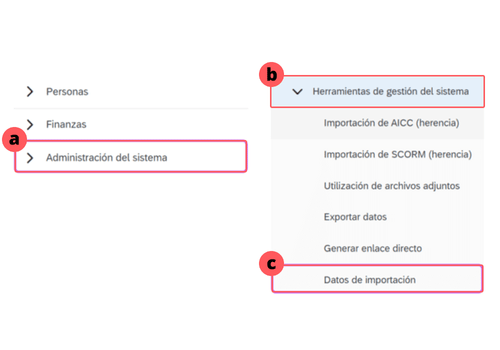 Personas
Finanzas
a
Administración del sistema
b
Herramientas de gestión del sistema
Importación de AICC (herencia)
Importación de SCORM (herencia)
Utilización de archivos adjuntos
Exportar datos
Generar enlace directo
c
Datos de importación